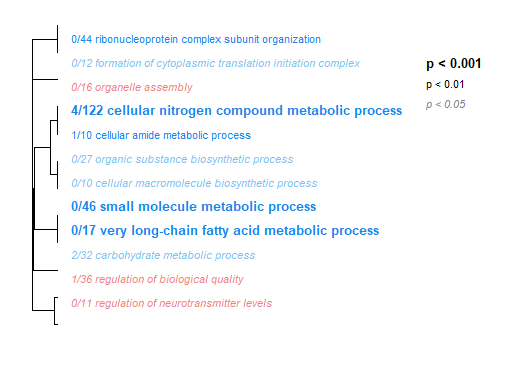 0/44 ribonucleoprotein complex subunit organization
0/12 formation of cytoplasmic translation initiation complex
0/16 organelle assembly
4/122 cellular nitrogen compound metabolic process
1/10 cellular amide metabolic process
0/27 organic substance biosynthetic process
0/10 cellular macromolecule biosynthetic process
0/46 small molecule metabolic process
0/17 very long-chain fatty acid metabolic process
2/32 carbohydrate metabolic process
1/36 regulation of biological quality
0/11 regulation of neurotransmitter levels
p < 0.001
p < 0.01
p < 0.05